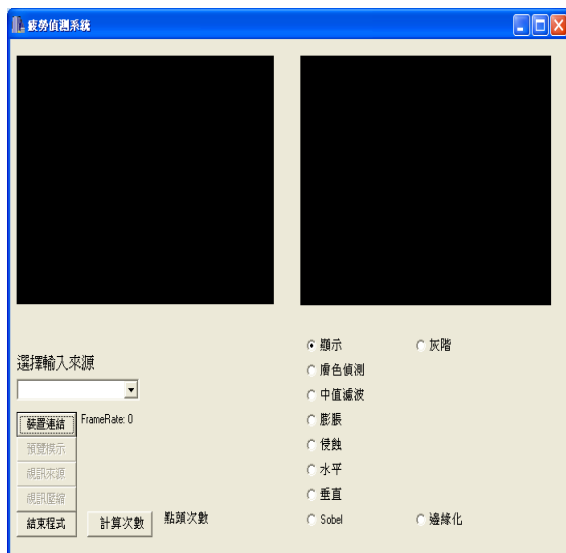 疲勞偵測系統
選擇輸入來源
裝置連結
FrameRate: 0
預覽模示
視訊來源
視訊壓縮
結束程式
計算次數
點頭次數
顯示
灰階
膚色偵測
中值濾波
膨脹
侵蝕
水平
垂直
Sobel
邊緣化